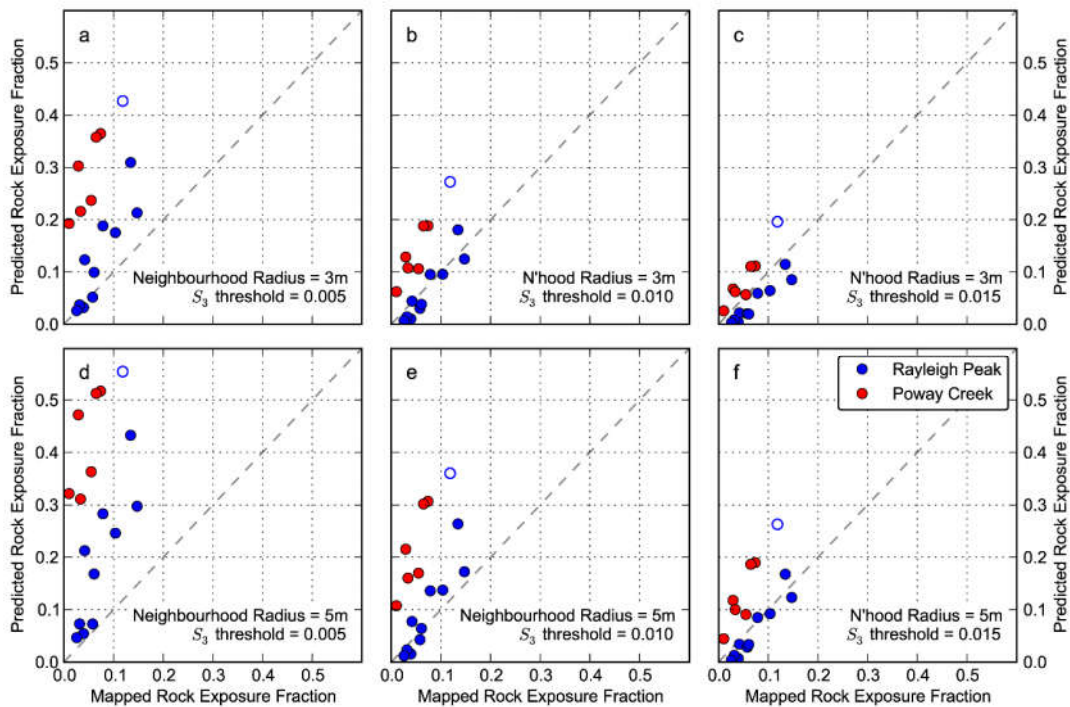 Predicted Rock Exposure Fraction
0.5
0.4
0.3
0.2
0.1
0.0
a
Neighbourhood Radius = 3m
S₃ threshold = 0.005
b
N'hood Radius = 3m
S₃ threshold = 0.010
c
N'hood Radius = 3m
S₃ threshold = 0.015
0.5
0.4
0.3
0.2
0.1
0.0
Predicted Rock Exposure Fraction
Predicted Rock Exposure Fraction
0.5
0.4
0.3
0.2
0.1
0.0
d
Neighbourhood Radius = 5m
S₃ threshold = 0.005
0.0 0.1 0.2 0.3 0.4 0.5
Mapped Rock Exposure Fraction
e
Neighbourhood Radius = 5m
S₃ threshold = 0.010
0.0 0.1 0.2 0.3 0.4 0.5
Mapped Rock Exposure Fraction
f
Rayleigh Peak
Poway Creek
N'hood Radius = 5m
S₃ threshold = 0.015
0.0 0.1 0.2 0.3 0.4 0.5
Mapped Rock Exposure Fraction
0.5
0.4
0.3
0.2
0.1
0.0
Predicted Rock Exposure Fraction